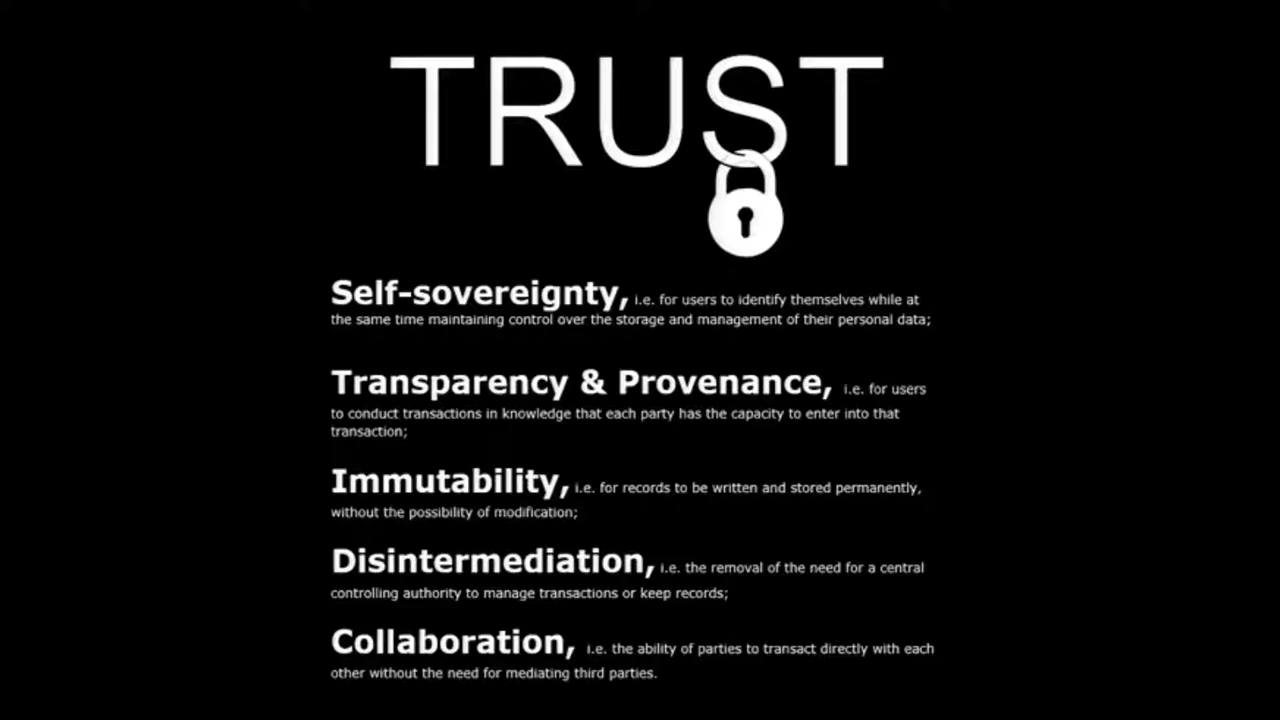 TRUST
Self-sovereignty, i.e. for users to identify themselves while at
the same time maintaining control over the storage and management of their personal data;
Transparency & Provenance, i.e. for users
to conduct transactions in knowledge that each party has the capacity to enter into that
transaction;
Immutability, i.e. for records to be written and stored permanently,
without the possibility of modification;
Disintermediation, i.e. the removal of the need for a central
controlling authority to manage transactions or keep records;
Collaboration, i.e. the ability of parties to transact directly with each
other without the need for mediating third parties.